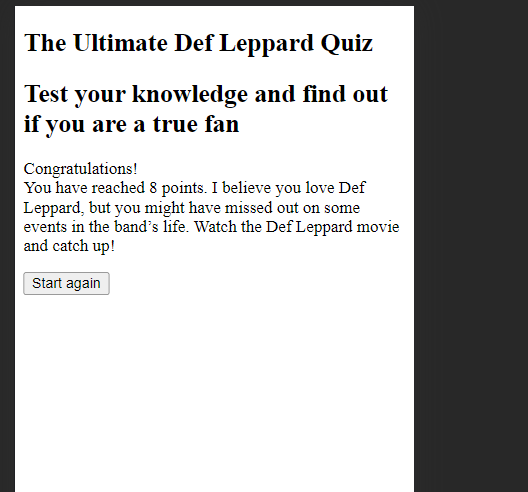 The Ultimate Def Leppard Quiz
Test your knowledge and find out
if you are a true fan
Congratulations!
You have reached 8 points. I believe you love Def
Leppard, but you might have missed out on some
events in the band’s life. Watch the Def Leppard movie
and catch up!
Start again